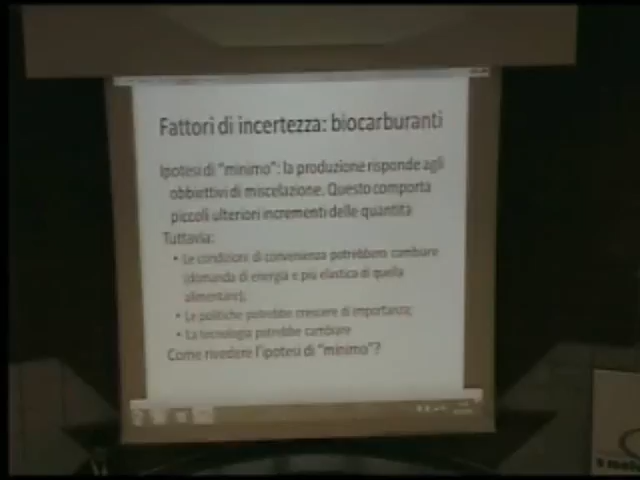 Fattori di incertezza: biocarburanti
Ipotesi di "minimo": la produzione risponde agli
obbiettivi di miscelazione. Questo comporta
piccoli ulteriori incrementi delle quantità
Tuttavia:
• Le condizioni di convenienza potrebbero cambiare
(domanda di energia e più elastica di quella
alimentare);
• Le politiche potrebbe crescere di importanza;
• La tecnologia potrebbe cambiare
Come rivedere l'ipotesi di "minimo"?